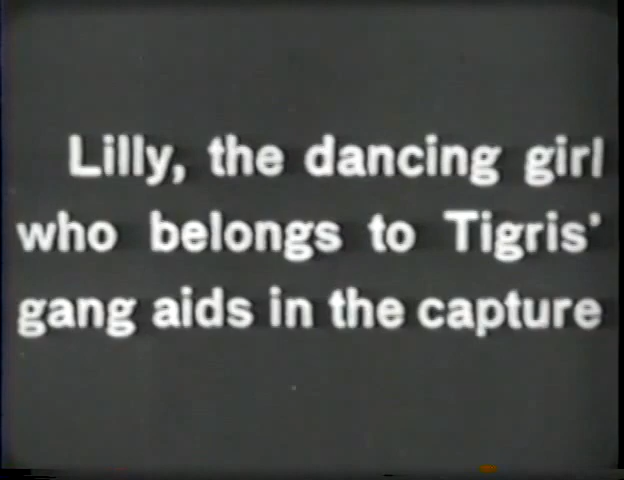 Lilly, the dancing girl
who belongs to Tigris'
gang aids in the capture